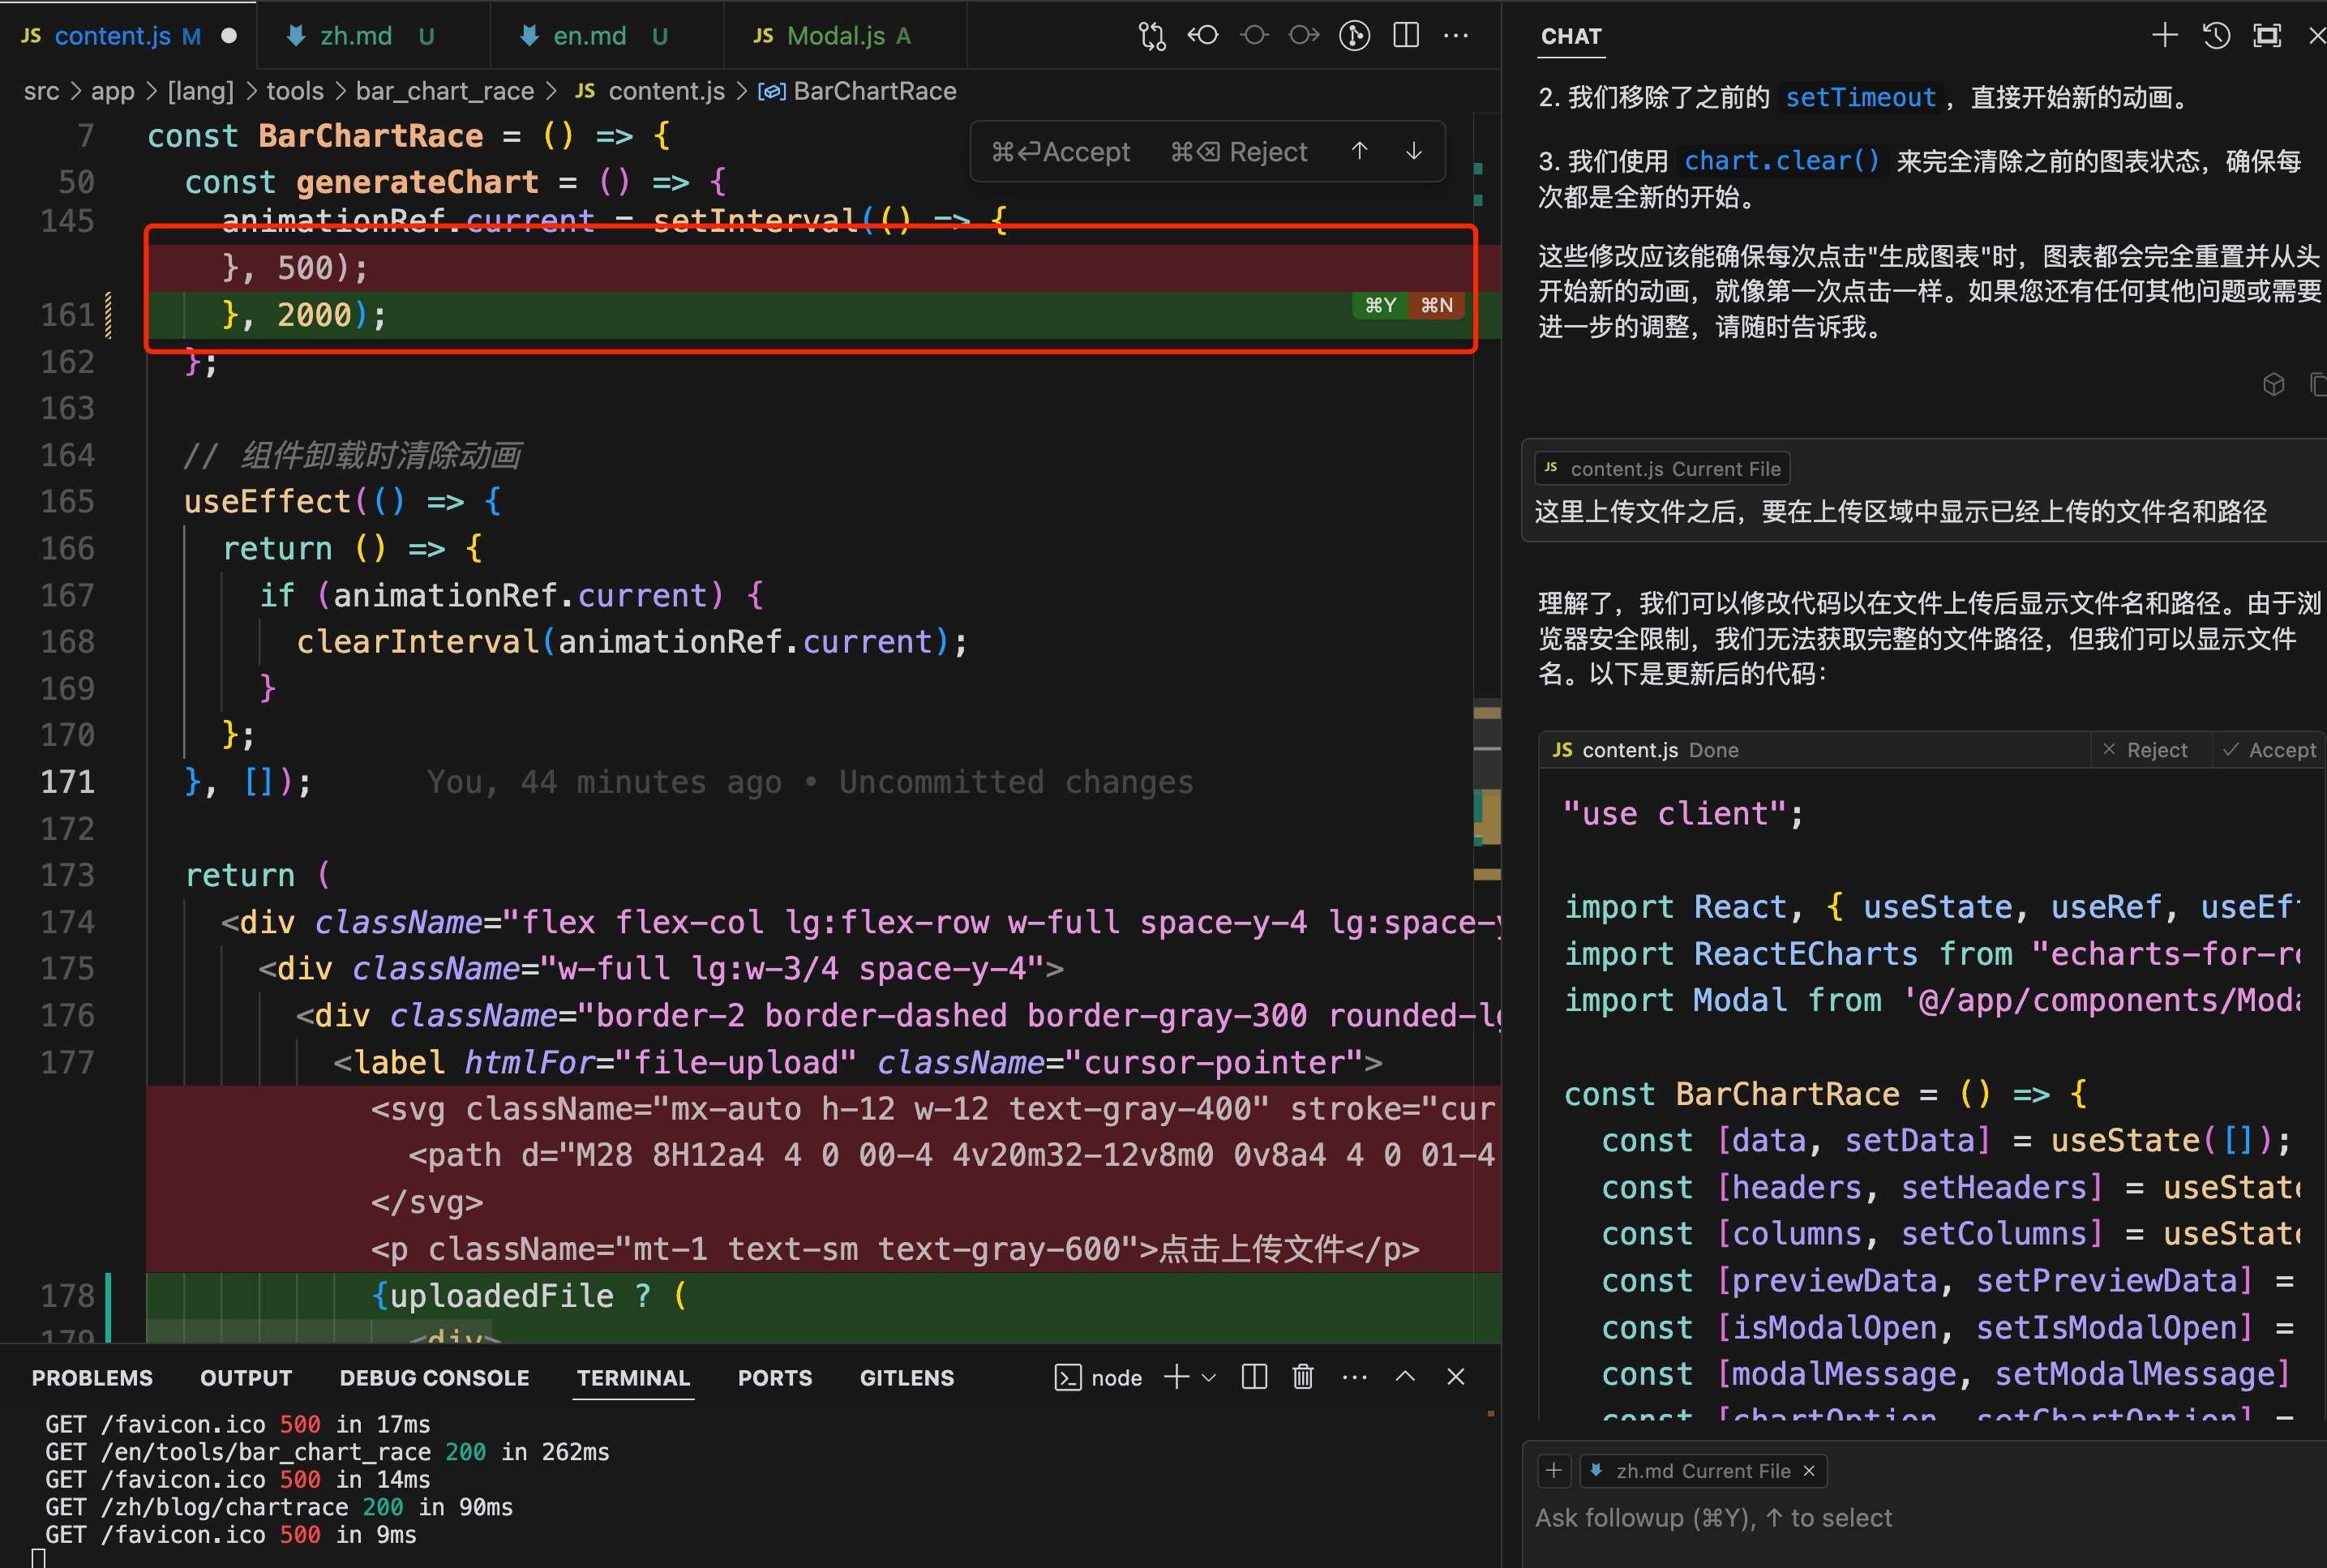 JS content.js M
zh.md U
en.md U
JS Modal.js A
src > app > [lang] > tools > bar_chart_race > JS content.js > BarChartRace
7 const BarChartRace = () => {
50 const generateChart = () => {
145 animationRef.current = setInterval(() => {
⌘⏎Accept ⌘⌫ Reject ↑ ↓
}, 500);
161 }, 2000);
⌘Y ⌘N
162 };
163
164 // 组件卸载时清除动画
165 useEffect(() => {
166 return () => {
167 if (animationRef.current) {
168 clearInterval(animationRef.current);
169 }
170 };
171 }, []); You, 44 minutes ago • Uncommitted changes
172
173 return (
174 <div className="flex flex-col lg:flex-row w-full space-y-4 lg:space-y
175 <div className="w-full lg:w-3/4 space-y-4">
176 <div className="border-2 border-dashed border-gray-300 rounded-lg
177 <label htmlFor="file-upload" className="cursor-pointer">
<svg className="mx-auto h-12 w-12 text-gray-400" stroke="cur
<path d="M28 8H12a4 4 0 00-4 4v20m32-12v8m0 0v8a4 4 0 01-4
</svg>
<p className="mt-1 text-sm text-gray-600">点击上传文件</p>
178 {uploadedFile ? (
179 <div>
PROBLEMS OUTPUT DEBUG CONSOLE TERMINAL PORTS GITLENS
node
GET /favicon.ico 500 in 17ms
GET /en/tools/bar_chart_race 200 in 262ms
GET /favicon.ico 500 in 14ms
GET /zh/blog/chartrace 200 in 90ms
GET /favicon.ico 500 in 9ms
CHAT
2. 我们移除了之前的 setTimeout ，直接开始新的动画。
3. 我们使用 chart.clear() 来完全清除之前的图表状态，确保每
次都是全新的开始。
这些修改应该能确保每次点击"生成图表"时，图表都会完全重置并从头
开始新的动画，就像第一次点击一样。如果您还有任何其他问题或需要
进一步的调整，请随时告诉我。
JS content.js Current File
这里上传文件之后，要在上传区域中显示已经上传的文件名和路径
理解了，我们可以修改代码以在文件上传后显示文件名和路径。由于浏
览器安全限制，我们无法获取完整的文件路径，但我们可以显示文件
名。以下是更新后的代码：
JS content.js Done × Reject ✓ Accept
"use client";
import React, { useState, useRef, useEf
import ReactECharts from "echarts-for-re
import Modal from '@/app/components/Moda
const BarChartRace = () => {
const [data, setData] = useState([]);
const [headers, setHeaders] = useState
const [columns, setColumns] = useState
const [previewData, setPreviewData] =
const [isModalOpen, setIsModalOpen] =
const [modalMessage, setModalMessage]
const [chartOption, setChartOption] =
+ zh.md Current File ×
Ask followup (⌘Y), ↑ to select